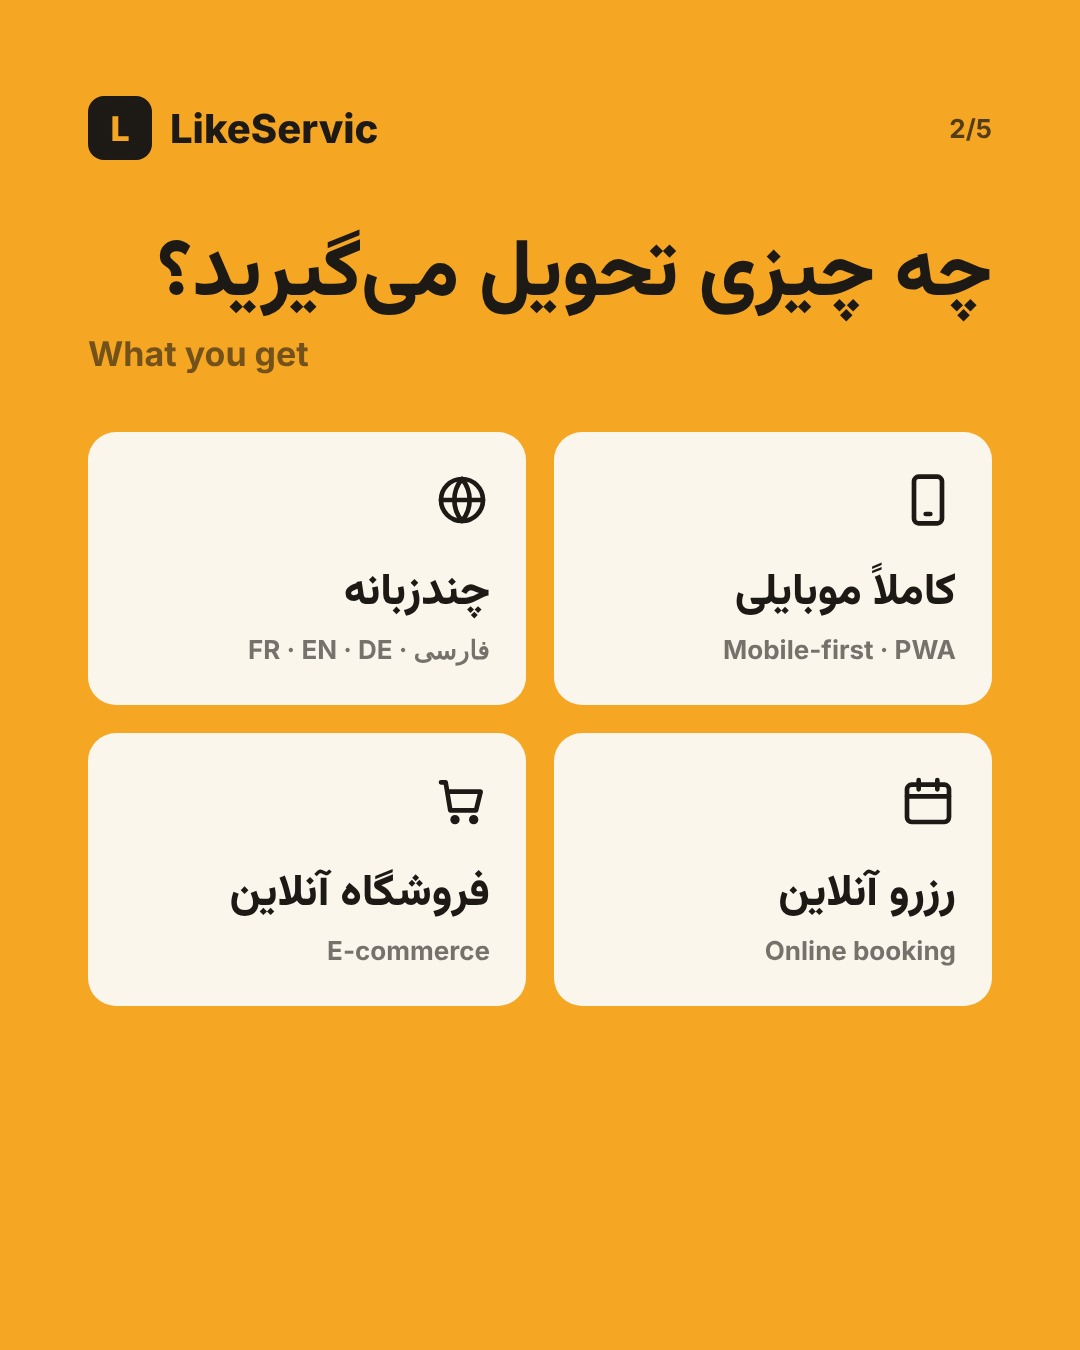 L LikeServic
2/5
چه چیزی تحویل می‌گیرید؟
What you get
کاملاً موبایلی
Mobile-first · PWA
چندزبانه
فارسی · FR · EN · DE
رزرو آنلاین
Online booking
فروشگاه آنلاین
E-commerce